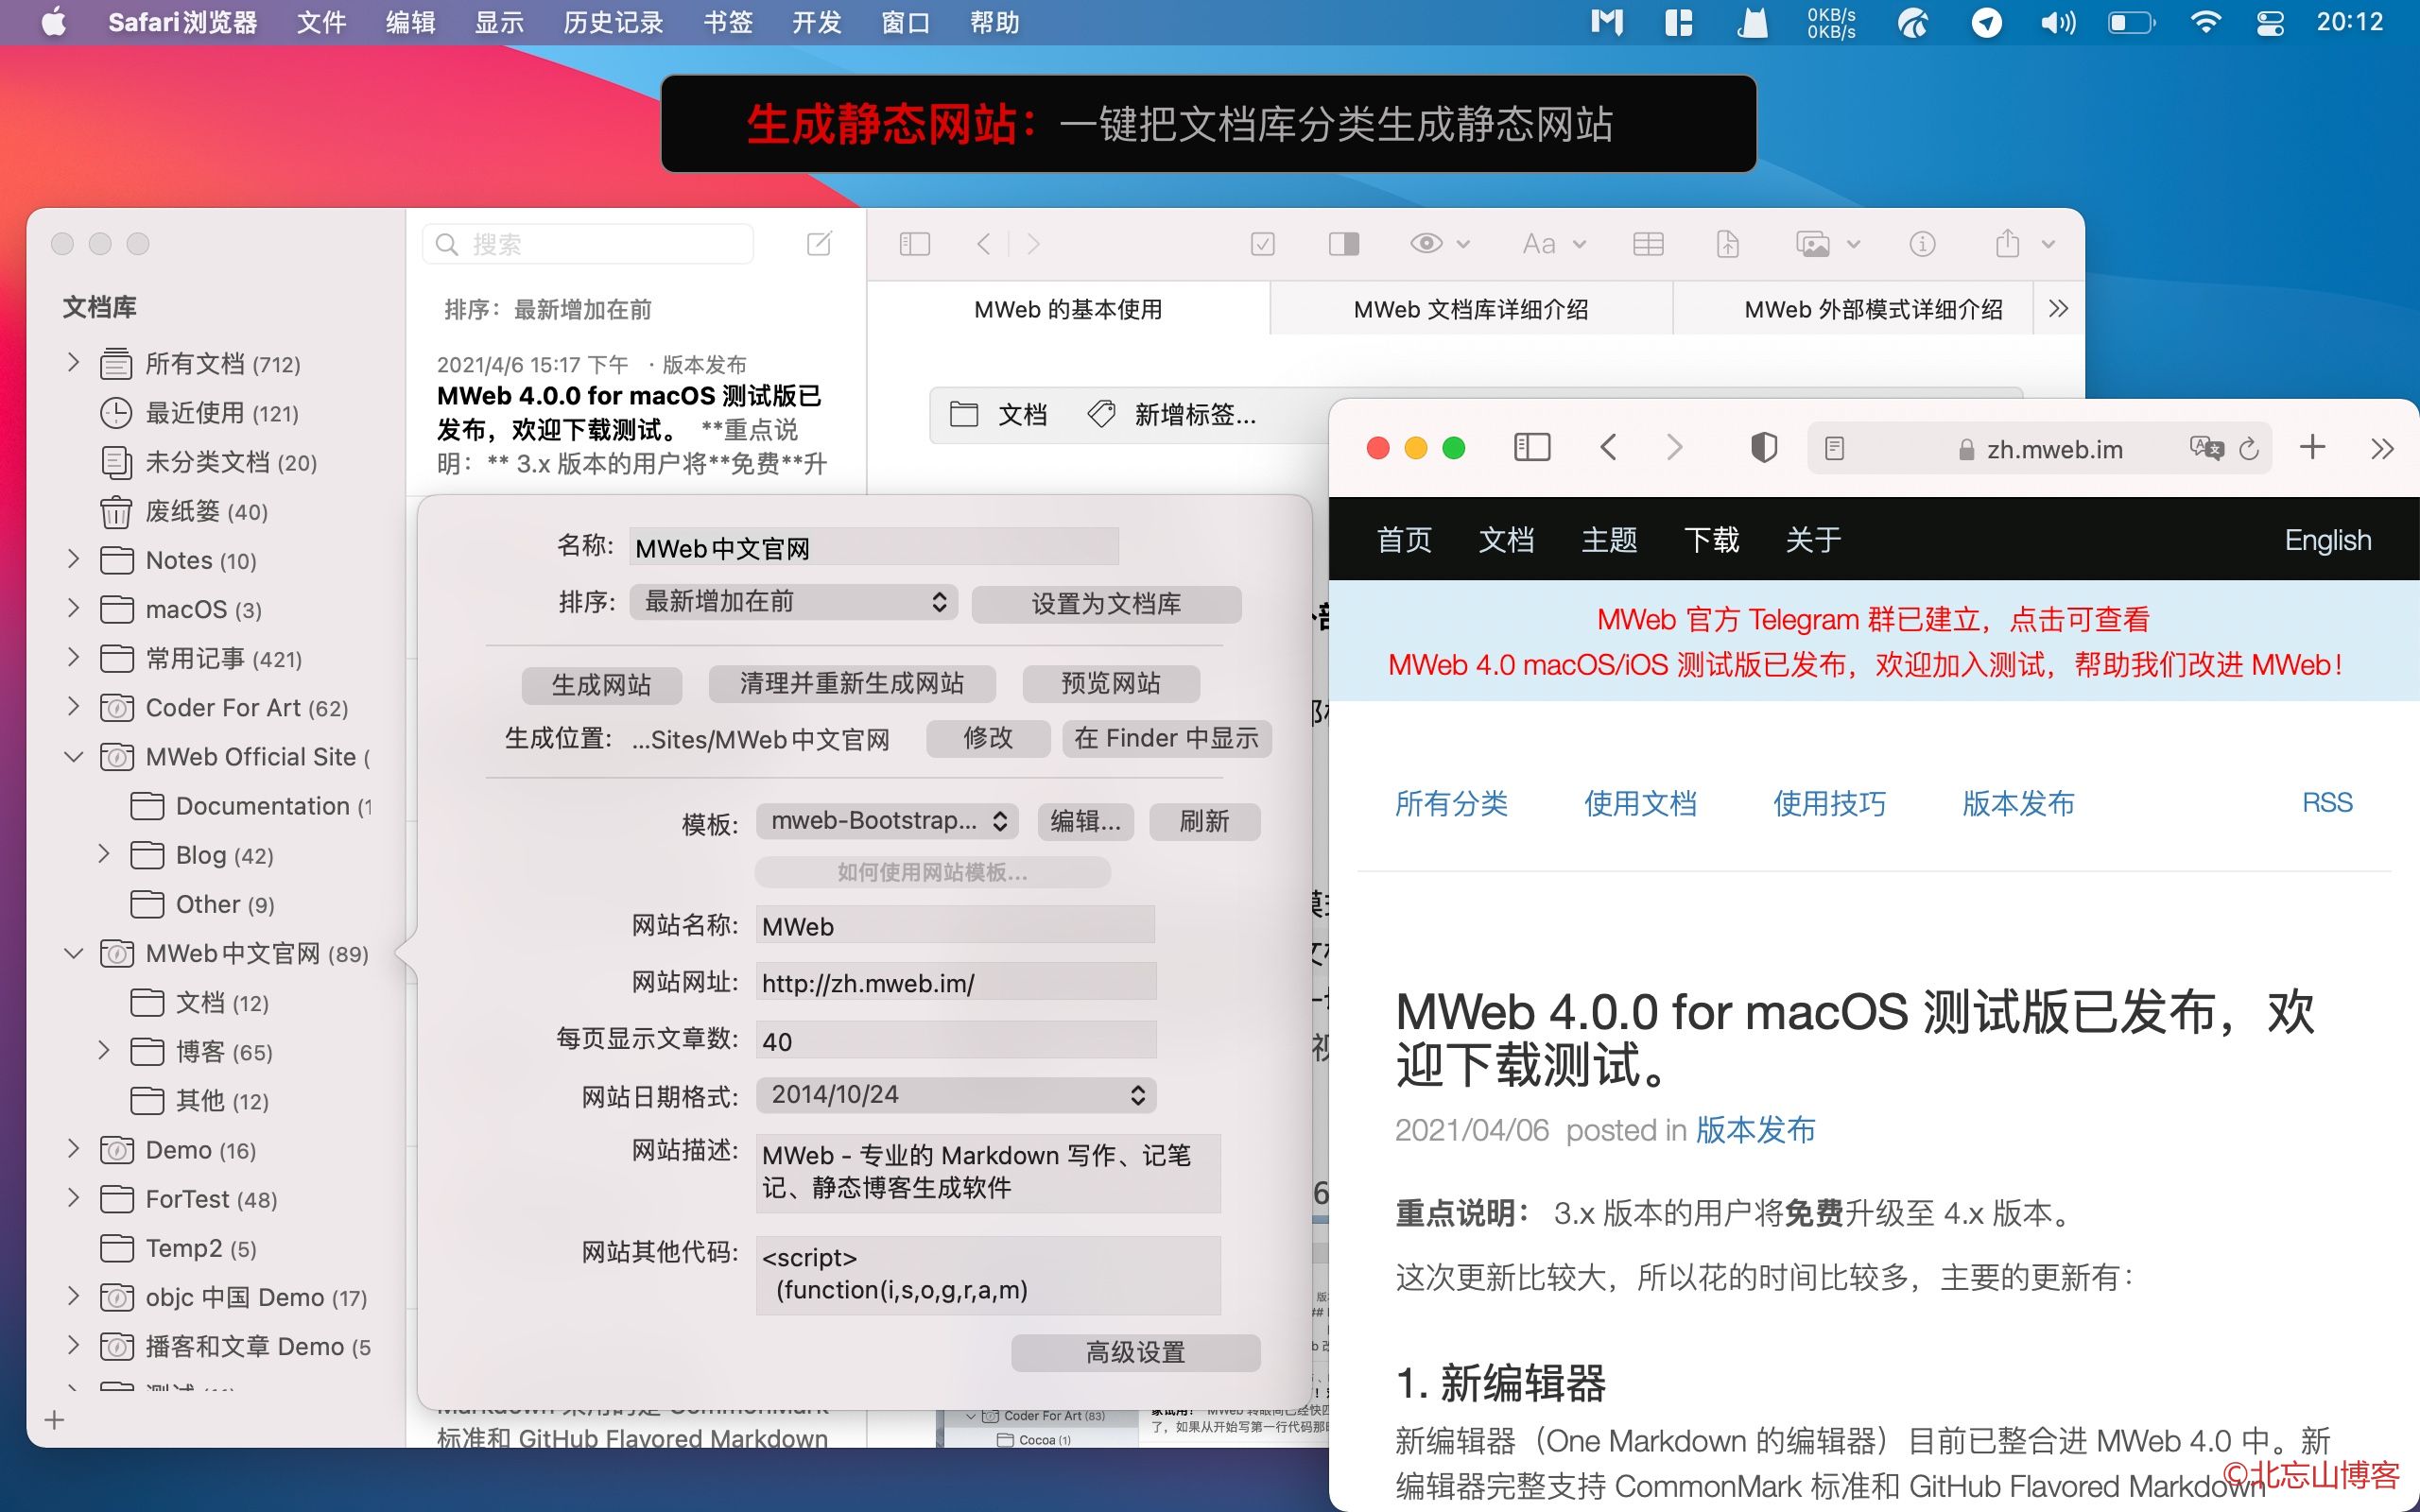 Safari浏览器 文件 编辑 显示 历史记录 书签 开发 窗口 帮助
0KB/s
0KB/s
20:12
生成静态网站：一键把文档库分类生成静态网站
搜索
文档库
所有文档 (712)
最近使用 (121)
未分类文档 (20)
废纸篓 (40)
Notes (10)
macOS (3)
常用记事 (421)
Coder For Art (62)
MWeb Official Site (
Documentation (1
Blog (42)
Other (9)
MWeb中文官网 (89)
文档 (12)
博客 (65)
其他 (12)
Demo (16)
ForTest (48)
Temp2 (5)
objc 中国 Demo (17)
播客和文章 Demo (5
排序：最新增加在前
2021/4/6 15:17 下午 · 版本发布
MWeb 4.0.0 for macOS 测试版已
发布，欢迎下载测试。 **重点说
明：** 3.x 版本的用户将**免费**升
标准和 GitHub Flavored Markdown
Aa
MWeb 的基本使用
MWeb 文档库详细介绍
MWeb 外部模式详细介绍
文档 新增标签...
名称: MWeb中文官网
排序: 最新增加在前 设置为文档库
生成网站 清理并重新生成网站 预览网站
生成位置: ...Sites/MWeb中文官网 修改 在 Finder 中显示
模板: mweb-Bootstrap... 编辑... 刷新
如何使用网站模板...
网站名称: MWeb
网站网址: http://zh.mweb.im/
每页显示文章数: 40
网站日期格式: 2014/10/24
网站描述: MWeb - 专业的 Markdown 写作、记笔
记、静态博客生成软件
网站其他代码: <script>
(function(i,s,o,g,r,a,m)
高级设置
Coder For Art (83)
Cocoa (1)
了，如果从开始写第一行代码那
zh.mweb.im
首页 文档 主题 下载 关于 English
MWeb 官方 Telegram 群已建立，点击可查看
MWeb 4.0 macOS/iOS 测试版已发布，欢迎加入测试，帮助我们改进 MWeb！
所有分类 使用文档 使用技巧 版本发布 RSS
MWeb 4.0.0 for macOS 测试版已发布，欢
迎下载测试。
2021/04/06 posted in 版本发布
重点说明： 3.x 版本的用户将免费升级至 4.x 版本。
这次更新比较大，所以花的时间比较多，主要的更新有：
1. 新编辑器
新编辑器（One Markdown 的编辑器）目前已整合进 MWeb 4.0 中。新
编辑器完整支持 CommonMark 标准和 GitHub Flavored Markdown
©北忘山博客